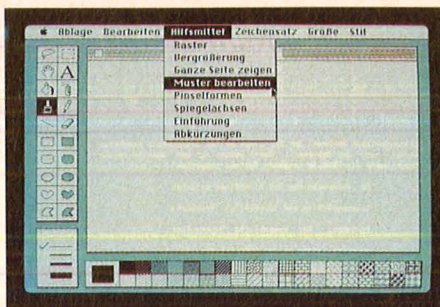 Ablage Bearbeiten Hilfsmittel Zeichensatz Größe Stil
Raster
Vergrößerung
Ganze Seite zeigen
Muster bearbeiten
Pinselformen
Spiegelachsen
Einführung
Abkürzungen
A